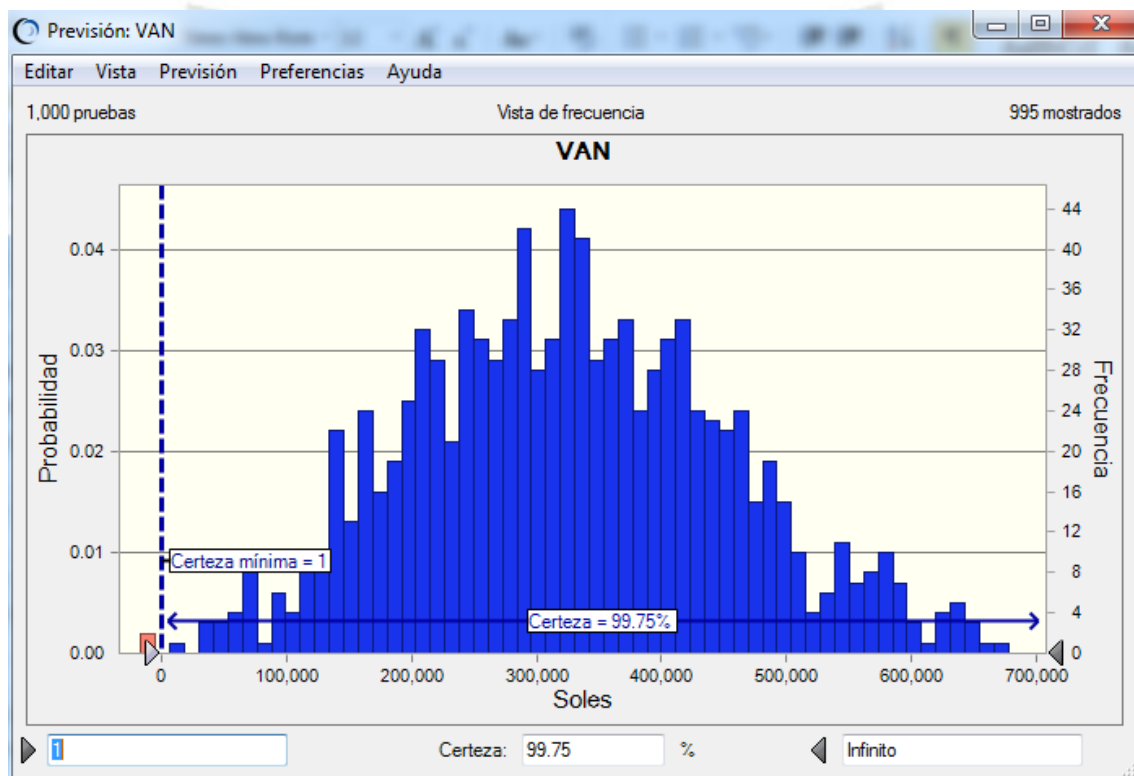 Previsión: VAN
Editar Vista Previsión Preferencias Ayuda
1,000 pruebas Vista de frecuencia 995 mostrados
VAN
Probabilidad
0.04
0.03
0.02
0.01
0.00
44
40
36
32
28
24
20
16
12
8
4
0
Frecuencia
Certeza mínima = 1
Certeza = 99.75%
0 100,000 200,000 300,000 400,000 500,000 600,000 700,000
Soles
1 Certeza: 99.75 % Infinito